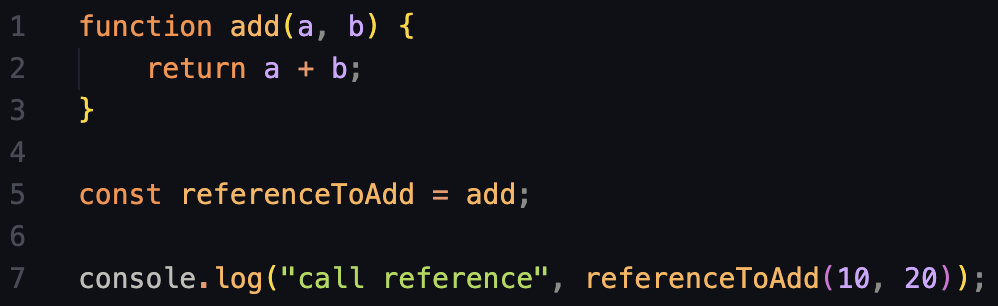 1 function add(a, b) {
2     return a + b;
3 }
4
5 const referenceToAdd = add;
6
7 console.log("call reference", referenceToAdd(10, 20));